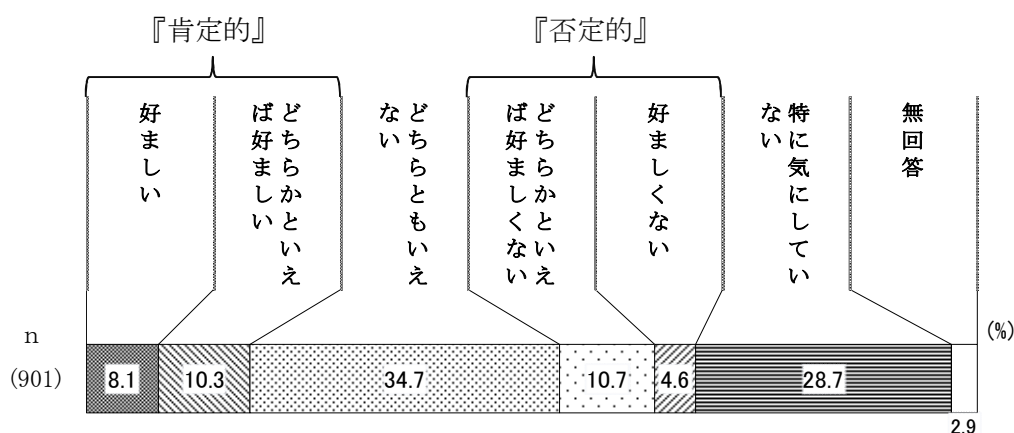 『肯定的』
『否定的』
好ましい
どちらかといえ
ば好ましい
どちらともいえ
ない
どちらかといえ
ば好ましくない
好ましくない
特に気にしてい
ない
無回答
(%)
n
(901)
8.1
10.3
34.7
10.7
4.6
28.7
2.9